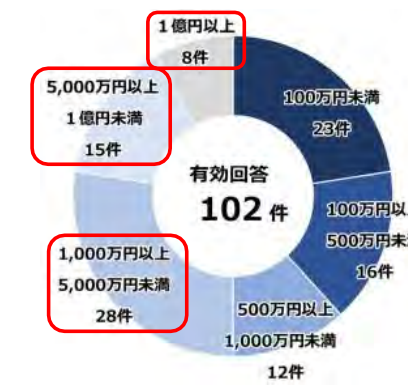 1億円以上
8件
5,000万円以上
1億円未満
15件
100万円未満
23件
有効回答
102 件
100万円以
500万円未
16件
1,000万円以上
5,000万円未満
28件
500万円以上
1,000万円未満
12件